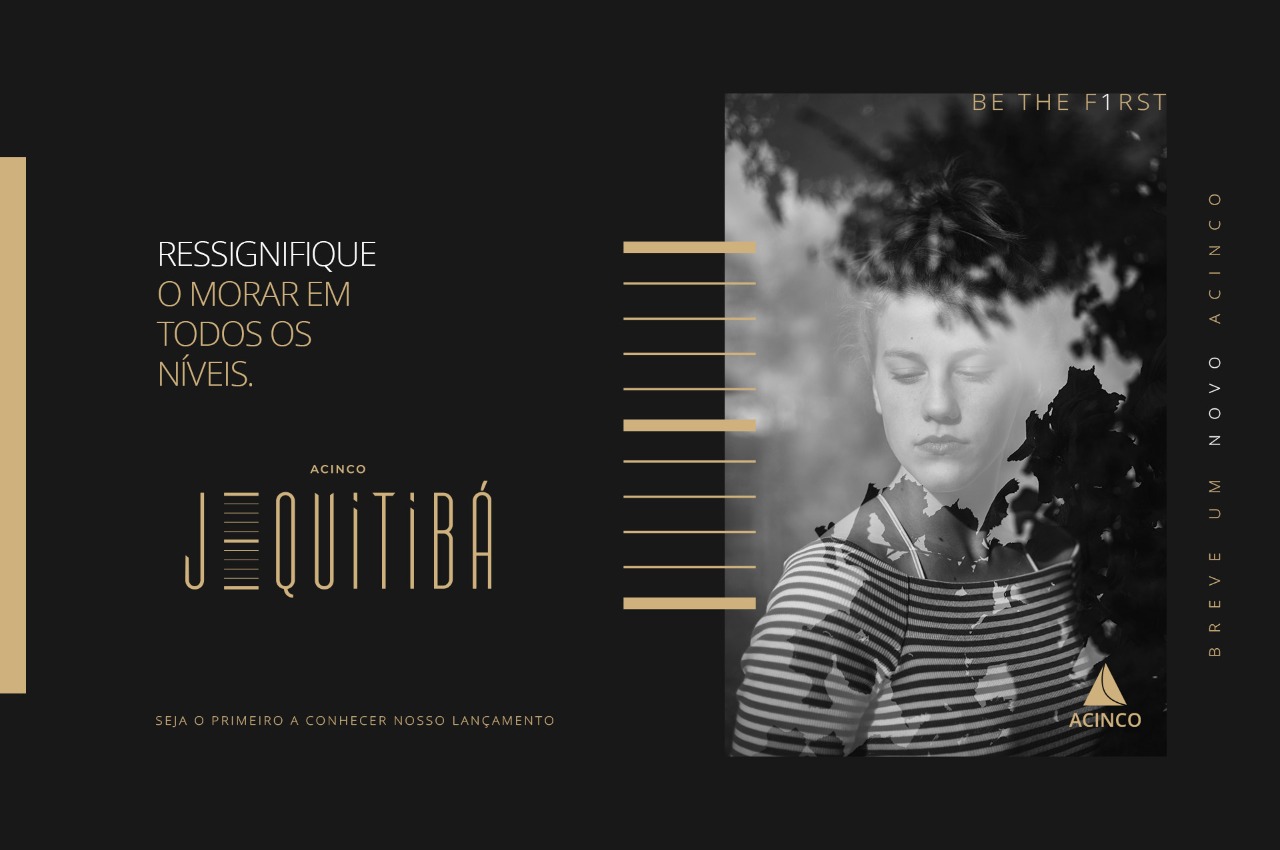 BE THE F1RST
RESSIGNIFIQUE
O MORAR EM
TODOS OS
NÍVEIS.
ACINCO
JEQUiTiBÁ
SEJA O PRIMEIRO A CONHECER NOSSO LANÇAMENTO
ACINCO
BREVE UM NOVO ACINCO